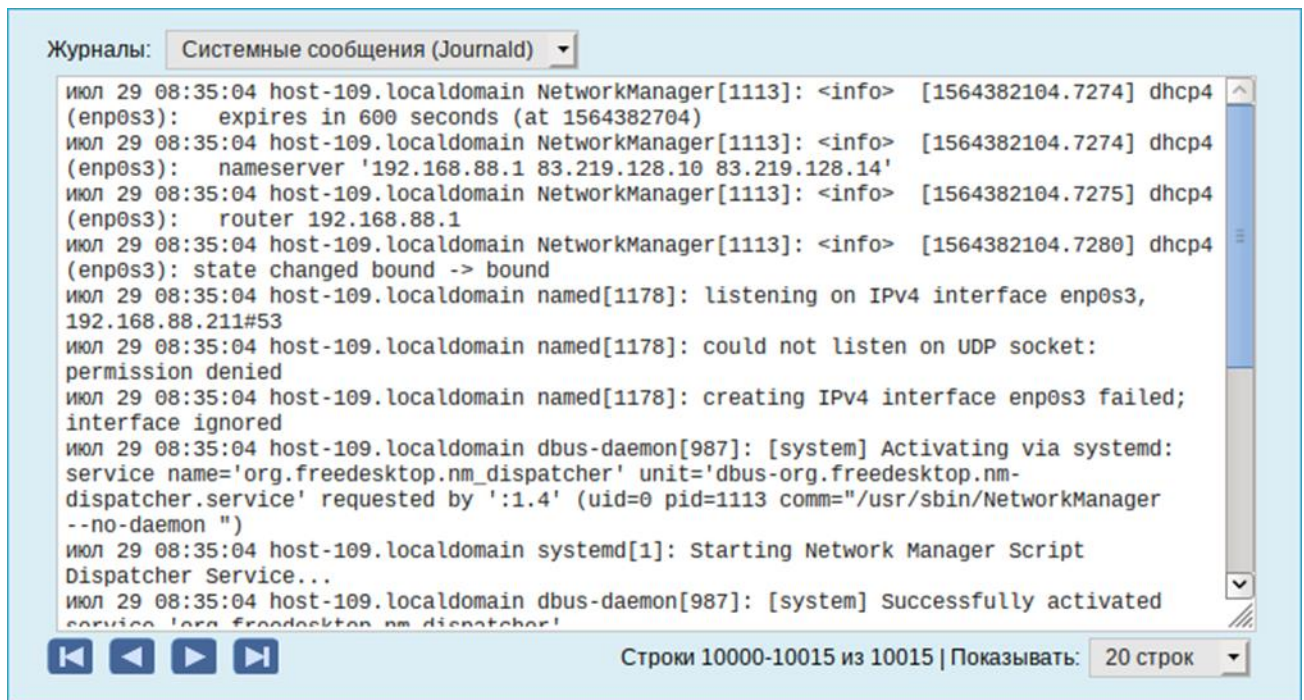 Журналы: Системные сообщения (Journald)
июл 29 08:35:04 host-109.localdomain NetworkManager[1113]: <info>  [1564382104.7274] dhcp4
(enp0s3):   expires in 600 seconds (at 1564382704)
июл 29 08:35:04 host-109.localdomain NetworkManager[1113]: <info>  [1564382104.7274] dhcp4
(enp0s3):   nameserver '192.168.88.1 83.219.128.10 83.219.128.14'
июл 29 08:35:04 host-109.localdomain NetworkManager[1113]: <info>  [1564382104.7275] dhcp4
(enp0s3):   router 192.168.88.1
июл 29 08:35:04 host-109.localdomain NetworkManager[1113]: <info>  [1564382104.7280] dhcp4
(enp0s3): state changed bound -> bound
июл 29 08:35:04 host-109.localdomain named[1178]: listening on IPv4 interface enp0s3,
192.168.88.211#53
июл 29 08:35:04 host-109.localdomain named[1178]: could not listen on UDP socket:
permission denied
июл 29 08:35:04 host-109.localdomain named[1178]: creating IPv4 interface enp0s3 failed;
interface ignored
июл 29 08:35:04 host-109.localdomain dbus-daemon[987]: [system] Activating via systemd:
service name='org.freedesktop.nm_dispatcher' unit='dbus-org.freedesktop.nm-
dispatcher.service' requested by ':1.4' (uid=0 pid=1113 comm="/usr/sbin/NetworkManager
--no-daemon ")
июл 29 08:35:04 host-109.localdomain systemd[1]: Starting Network Manager Script
Dispatcher Service...
июл 29 08:35:04 host-109.localdomain dbus-daemon[987]: [system] Successfully activated
service 'org.freedesktop.nm_dispatcher'
Строки 10000-10015 из 10015 | Показывать: 20 строк